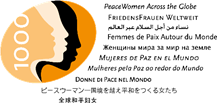 1000
PeaceWomen Across the Globe
FriedensFrauen Weltweit
نساء من أجل السلام عبر العالم
Femmes de Paix Autour du Monde
Женщины мира за мир на земле
Mujeres de Paz en el Mundo
Mulheres pela Paz ao redor do Mundo
Donne di Pace nel Mondo
ピースウーマン―国境を越え平和をつくる女たち
全球和平妇女